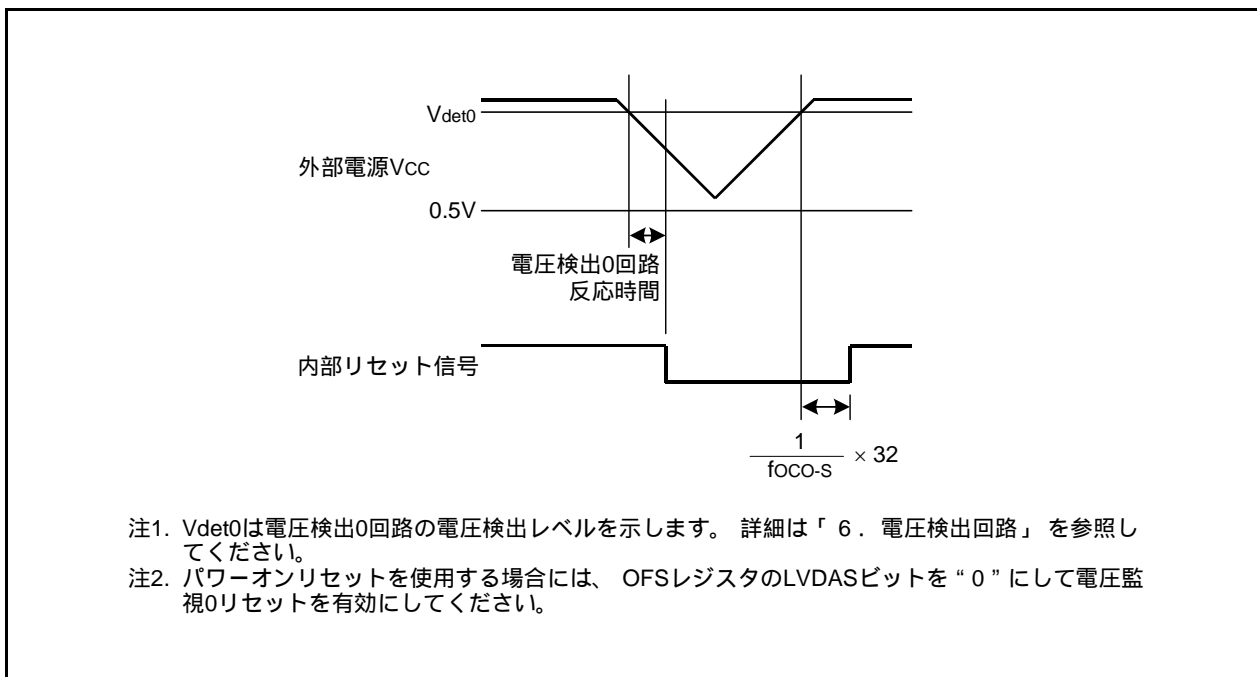 Vdet0
外部電源VCC
0.5V
電圧検出0回路
反応時間
内部リセット信号
1
fOCO-S
× 32
注1. Vdet0は電圧検出0回路の電圧検出レベルを示します。 詳細は「 6 . 電圧検出回路」 を参照し
てください。
注2. パワーオンリセットを使用する場合には、 OFSレジスタのLVDASビットを “ 0 ” にして電圧監
視0リセットを有効にしてください。